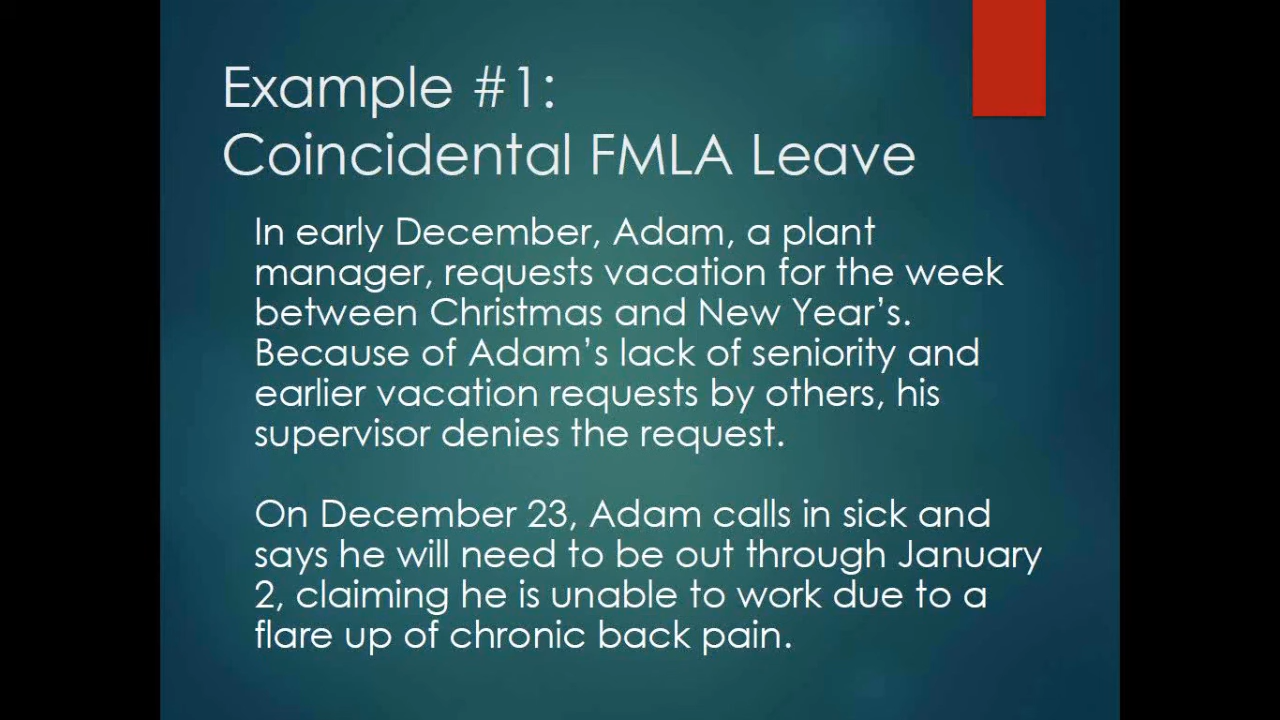 Example #1:
Coincidental FMLA Leave
In early December, Adam, a plant
manager, requests vacation for the week
between Christmas and New Year's.
Because of Adam's lack of seniority and
earlier vacation requests by others, his
supervisor denies the request.
On December 23, Adam calls in sick and
says he will need to be out through January
2, claiming he is unable to work due to a
flare up of chronic back pain.